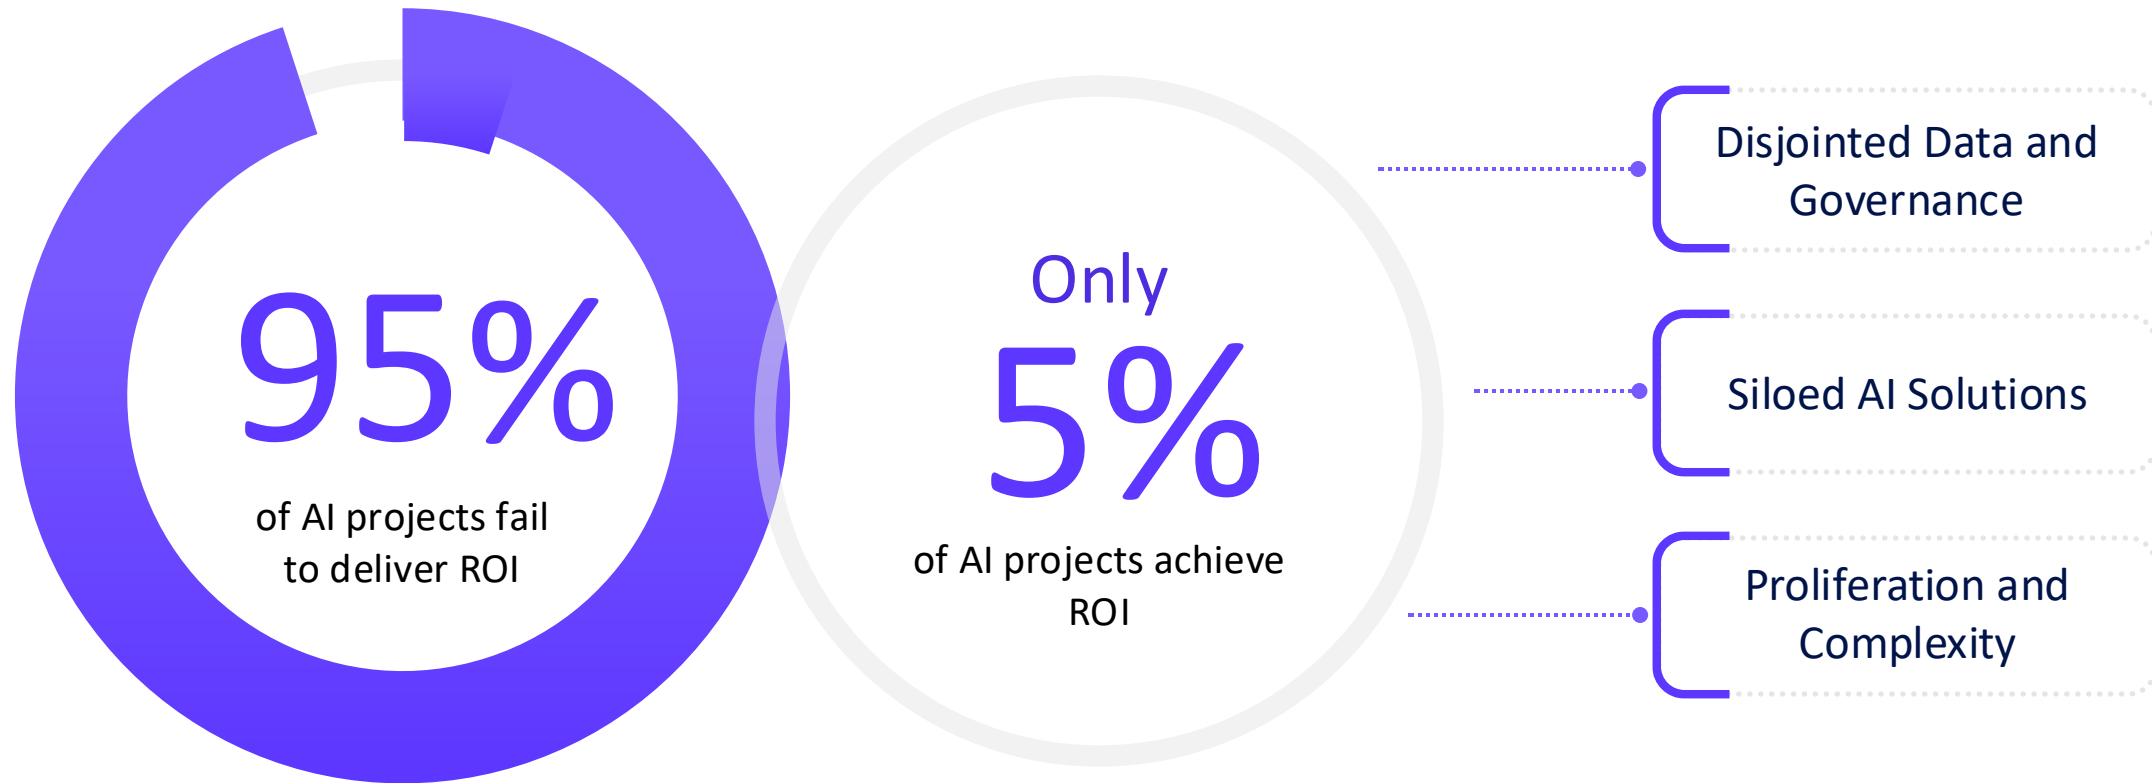 95%
of AI projects fail
to deliver ROI
Only
5%
of AI projects achieve
ROI
Disjointed Data and
Governance
Siloed AI Solutions
Proliferation and
Complexity